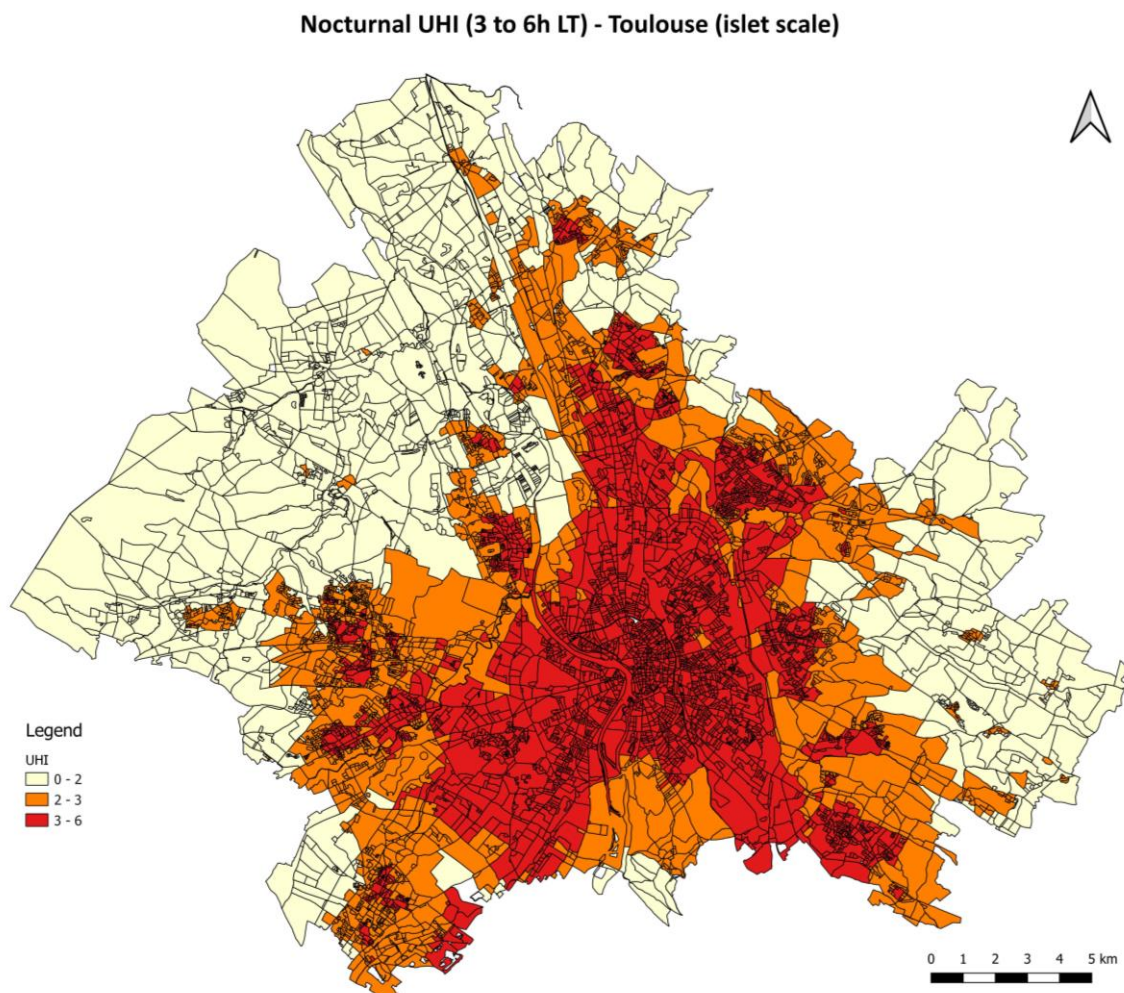 Nocturnal UHI (3 to 6h LT) - Toulouse (islet scale)
Legend
UHI
0 - 2
2 - 3
3 - 6
0 1 2 3 4 5 km